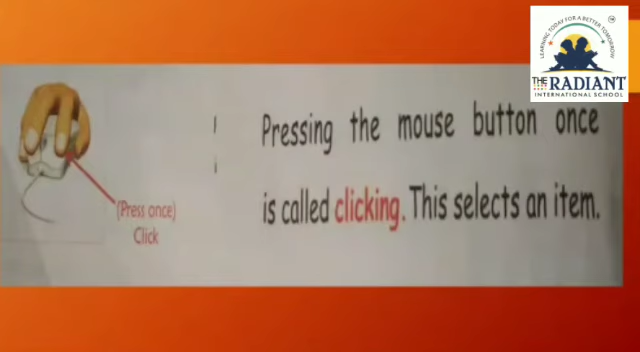 LEARNING TODAY FOR A BETTER TOMORROW
THE RADIANT
INTERNATIONAL SCHOOL
Pressing the mouse button once
is called clicking. This selects an item.
(Press once)
Click